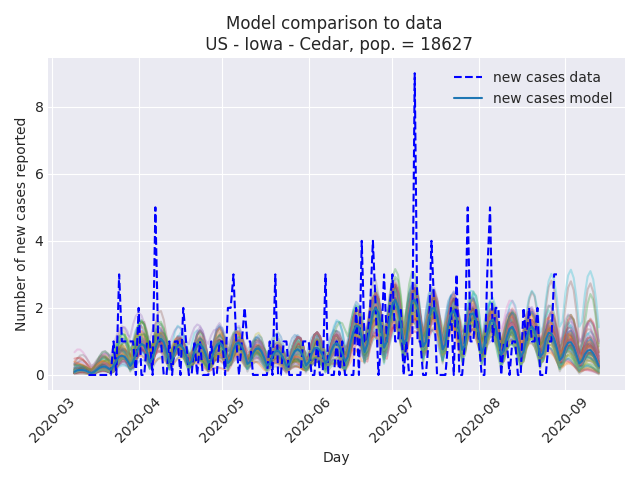 Model comparison to data
US - Iowa - Cedar, pop. = 18627
new cases data
new cases model
Number of new cases reported
8
6
4
2
0
2020-03
2020-04
2020-05
2020-06
2020-07
2020-08
2020-09
Day